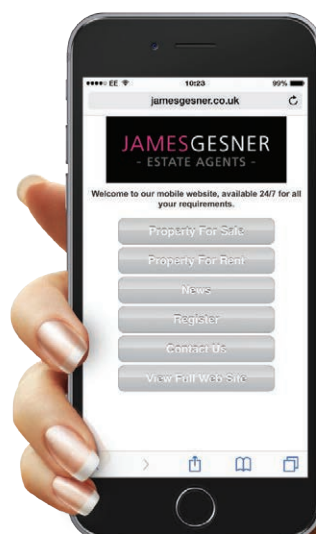 EE 10:23 99%
jamesgesner.co.uk
JAMESGESNER
- ESTATE AGENTS -
Welcome to our mobile website, available 24/7 for all
your requirements.
Property For Sale
Property For Rent
News
Register
Contact Us
View Full Web Site